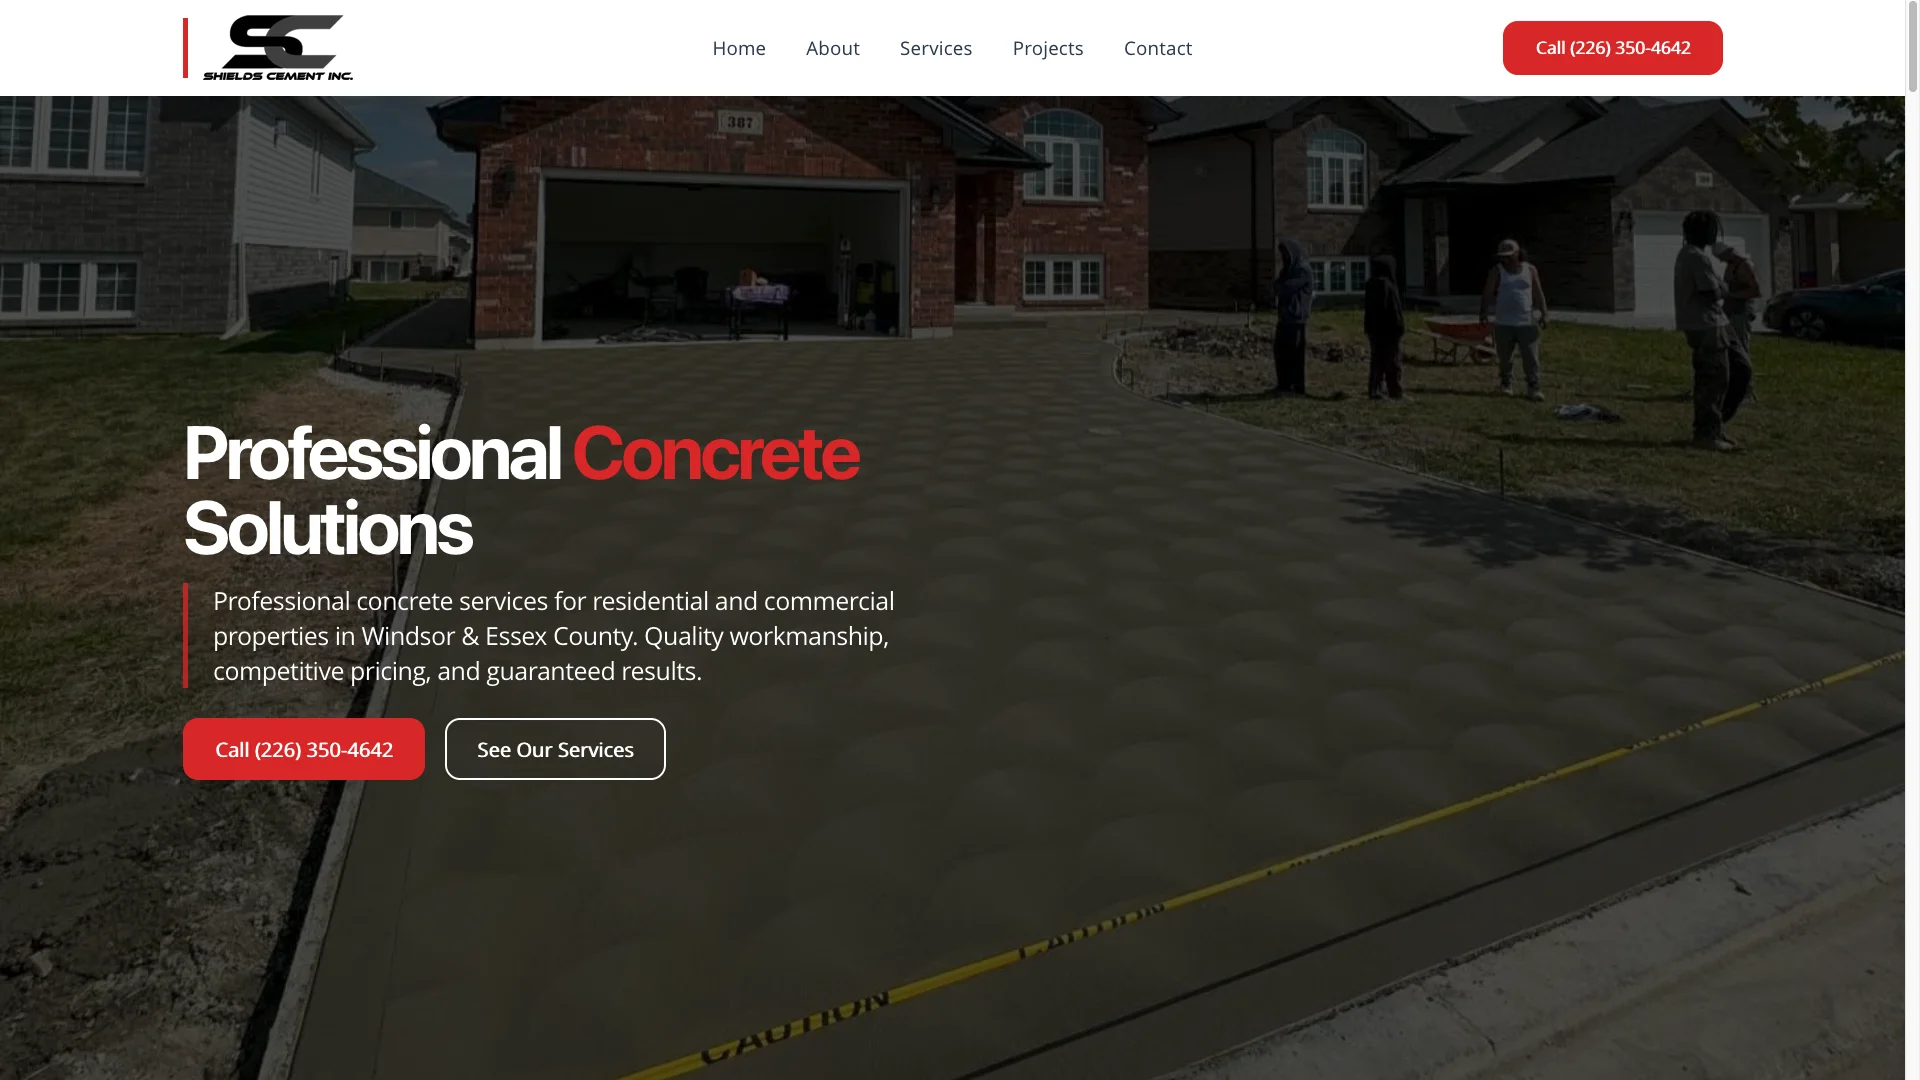 SHIELDS CEMENT INC.
Home
About
Services
Projects
Contact
Call (226) 350-4642
387
Professional Concrete
Solutions
Professional concrete services for residential and commercial
properties in Windsor & Essex County. Quality workmanship,
competitive pricing, and guaranteed results.
Call (226) 350-4642
See Our Services
CAUTION
CAUTION